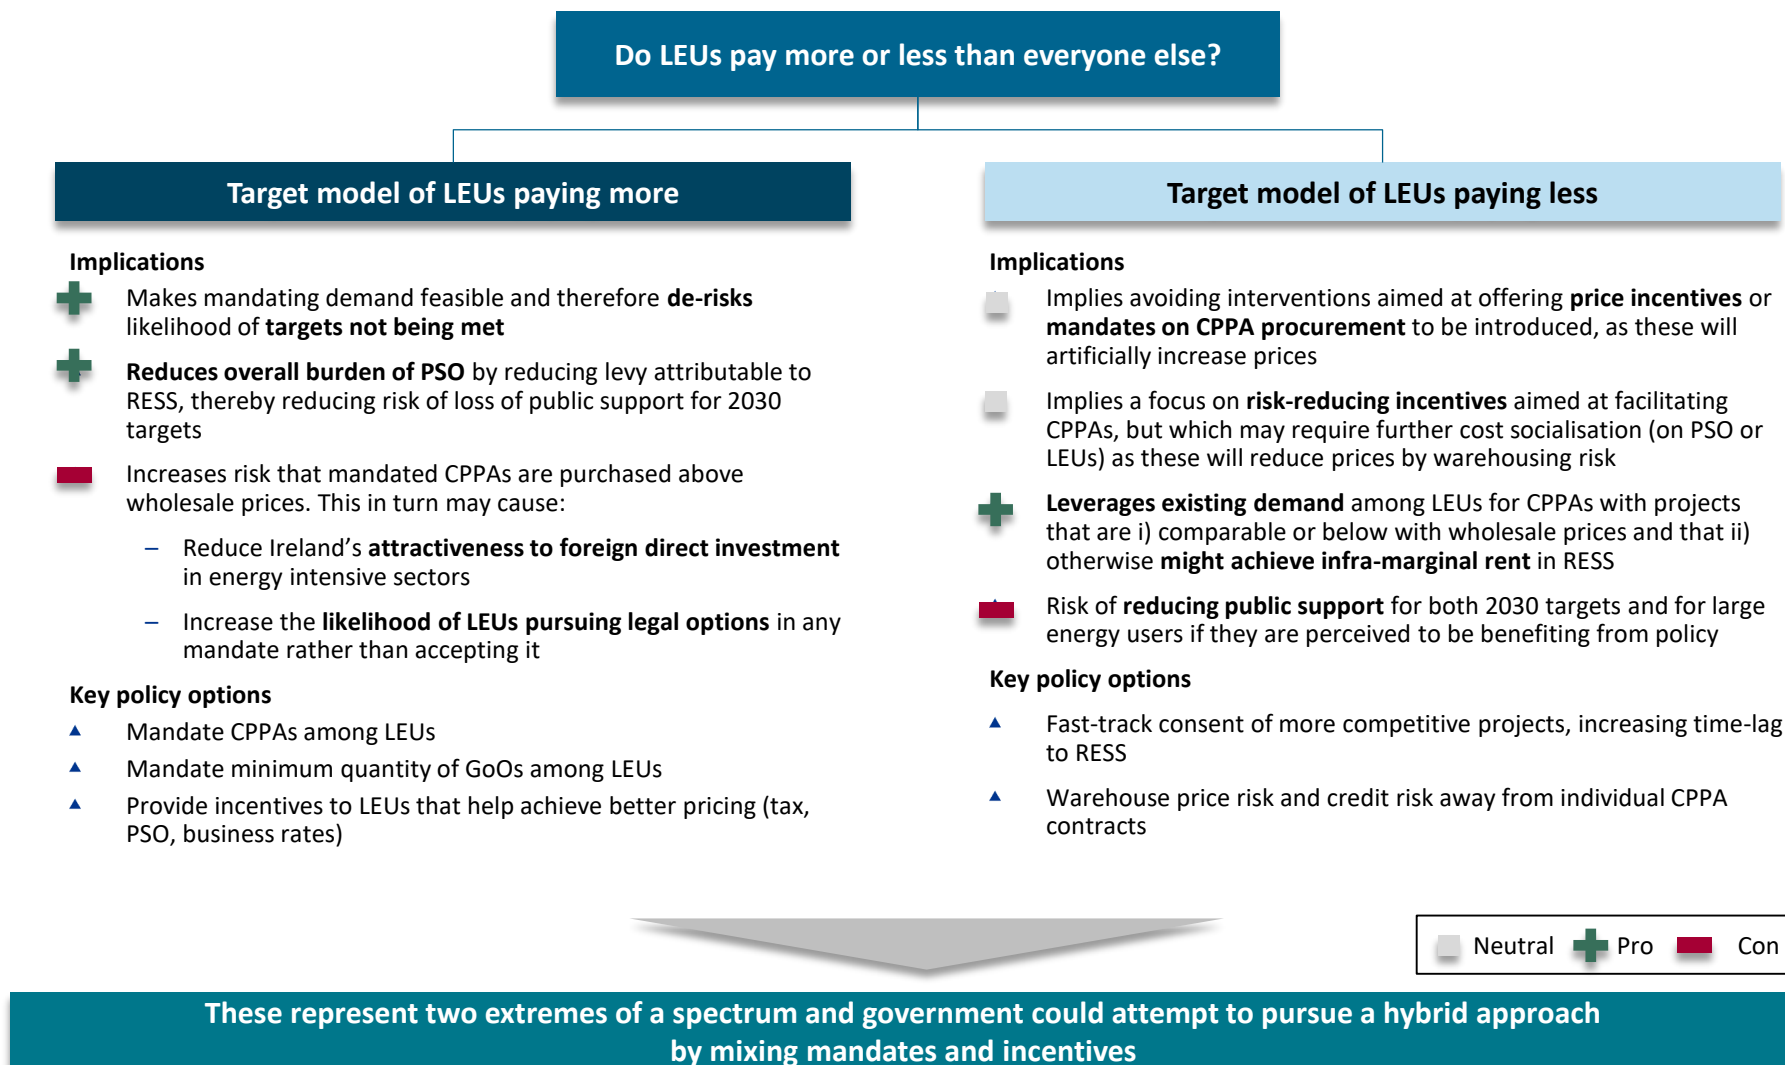 Do LEUs pay more or less than everyone else?
Target model of LEUs paying more
Implications
Makes mandating demand feasible and therefore de-risks
likelihood of targets not being met
Reduces overall burden of PSO by reducing levy attributable to
RESS, thereby reducing risk of loss of public support for 2030
targets
Increases risk that mandated CPPAs are purchased above
wholesale prices. This in turn may cause:
– Reduce Ireland’s attractiveness to foreign direct investment
in energy intensive sectors
– Increase the likelihood of LEUs pursuing legal options in any
mandate rather than accepting it
Key policy options
Mandate CPPAs among LEUs
Mandate minimum quantity of GoOs among LEUs
Provide incentives to LEUs that help achieve better pricing (tax,
PSO, business rates)
Target model of LEUs paying less
Implications
Implies avoiding interventions aimed at offering price incentives or
mandates on CPPA procurement to be introduced, as these will
artificially increase prices
Implies a focus on risk-reducing incentives aimed at facilitating
CPPAs, but which may require further cost socialisation (on PSO or
LEUs) as these will reduce prices by warehousing risk
Leverages existing demand among LEUs for CPPAs with projects
that are i) comparable or below with wholesale prices and that ii)
otherwise might achieve infra-marginal rent in RESS
Risk of reducing public support for both 2030 targets and for large
energy users if they are perceived to be benefiting from policy
Key policy options
Fast-track consent of more competitive projects, increasing time-lag
to RESS
Warehouse price risk and credit risk away from individual CPPA
contracts
Neutral Pro Con
These represent two extremes of a spectrum and government could attempt to pursue a hybrid approach
by mixing mandates and incentives